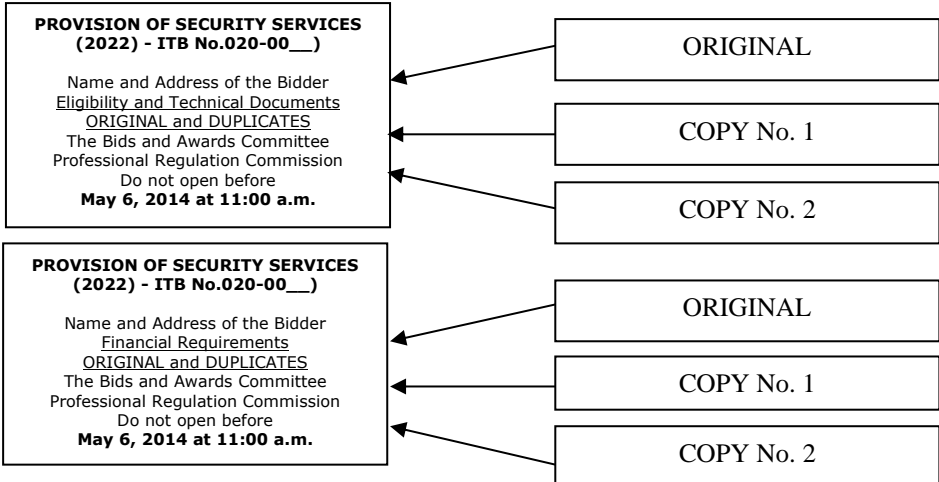 PROVISION OF SECURITY SERVICES
(2022) - ITB No.020-00__)
Name and Address of the Bidder
Eligibility and Technical Documents
ORIGINAL and DUPLICATES
The Bids and Awards Committee
Professional Regulation Commission
Do not open before
May 6, 2014 at 11:00 a.m.
ORIGINAL
COPY No. 1
COPY No. 2
PROVISION OF SECURITY SERVICES
(2022) - ITB No.020-00__)
Name and Address of the Bidder
Financial Requirements
ORIGINAL and DUPLICATES
The Bids and Awards Committee
Professional Regulation Commission
Do not open before
May 6, 2014 at 11:00 a.m.
ORIGINAL
COPY No. 1
COPY No. 2